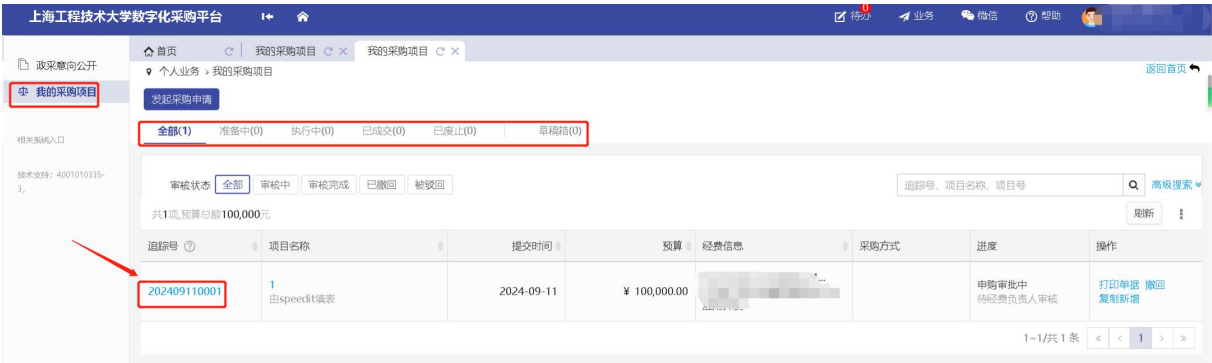 上海工程技术大学数字化采购平台
0
待办 业务 微信 帮助
政采意向公开
我的采购项目
相关系统入口
技术支持：4001010335-
3,
首页 我的采购项目 我的采购项目
个人业务 > 我的采购项目
返回首页
发起采购申请
全部(1) 准备中(0) 执行中(0) 已成交(0) 已废止(0) 草稿箱(0)
审核状态 全部 审核中 审核完成 已撤回 被驳回
追踪号、项目名称、项目号 高级搜索
共1项,预算总额100,000元
刷新
追踪号 项目名称 提交时间 预算 经费信息 采购方式 进度 操作
202409110001 1 2024-09-11 ¥ 100,000.00 申购审批中 打印单据 撤回
由speedit填表 待经费负责人审核 复制新增
1~1/共1条 « < 1 > »